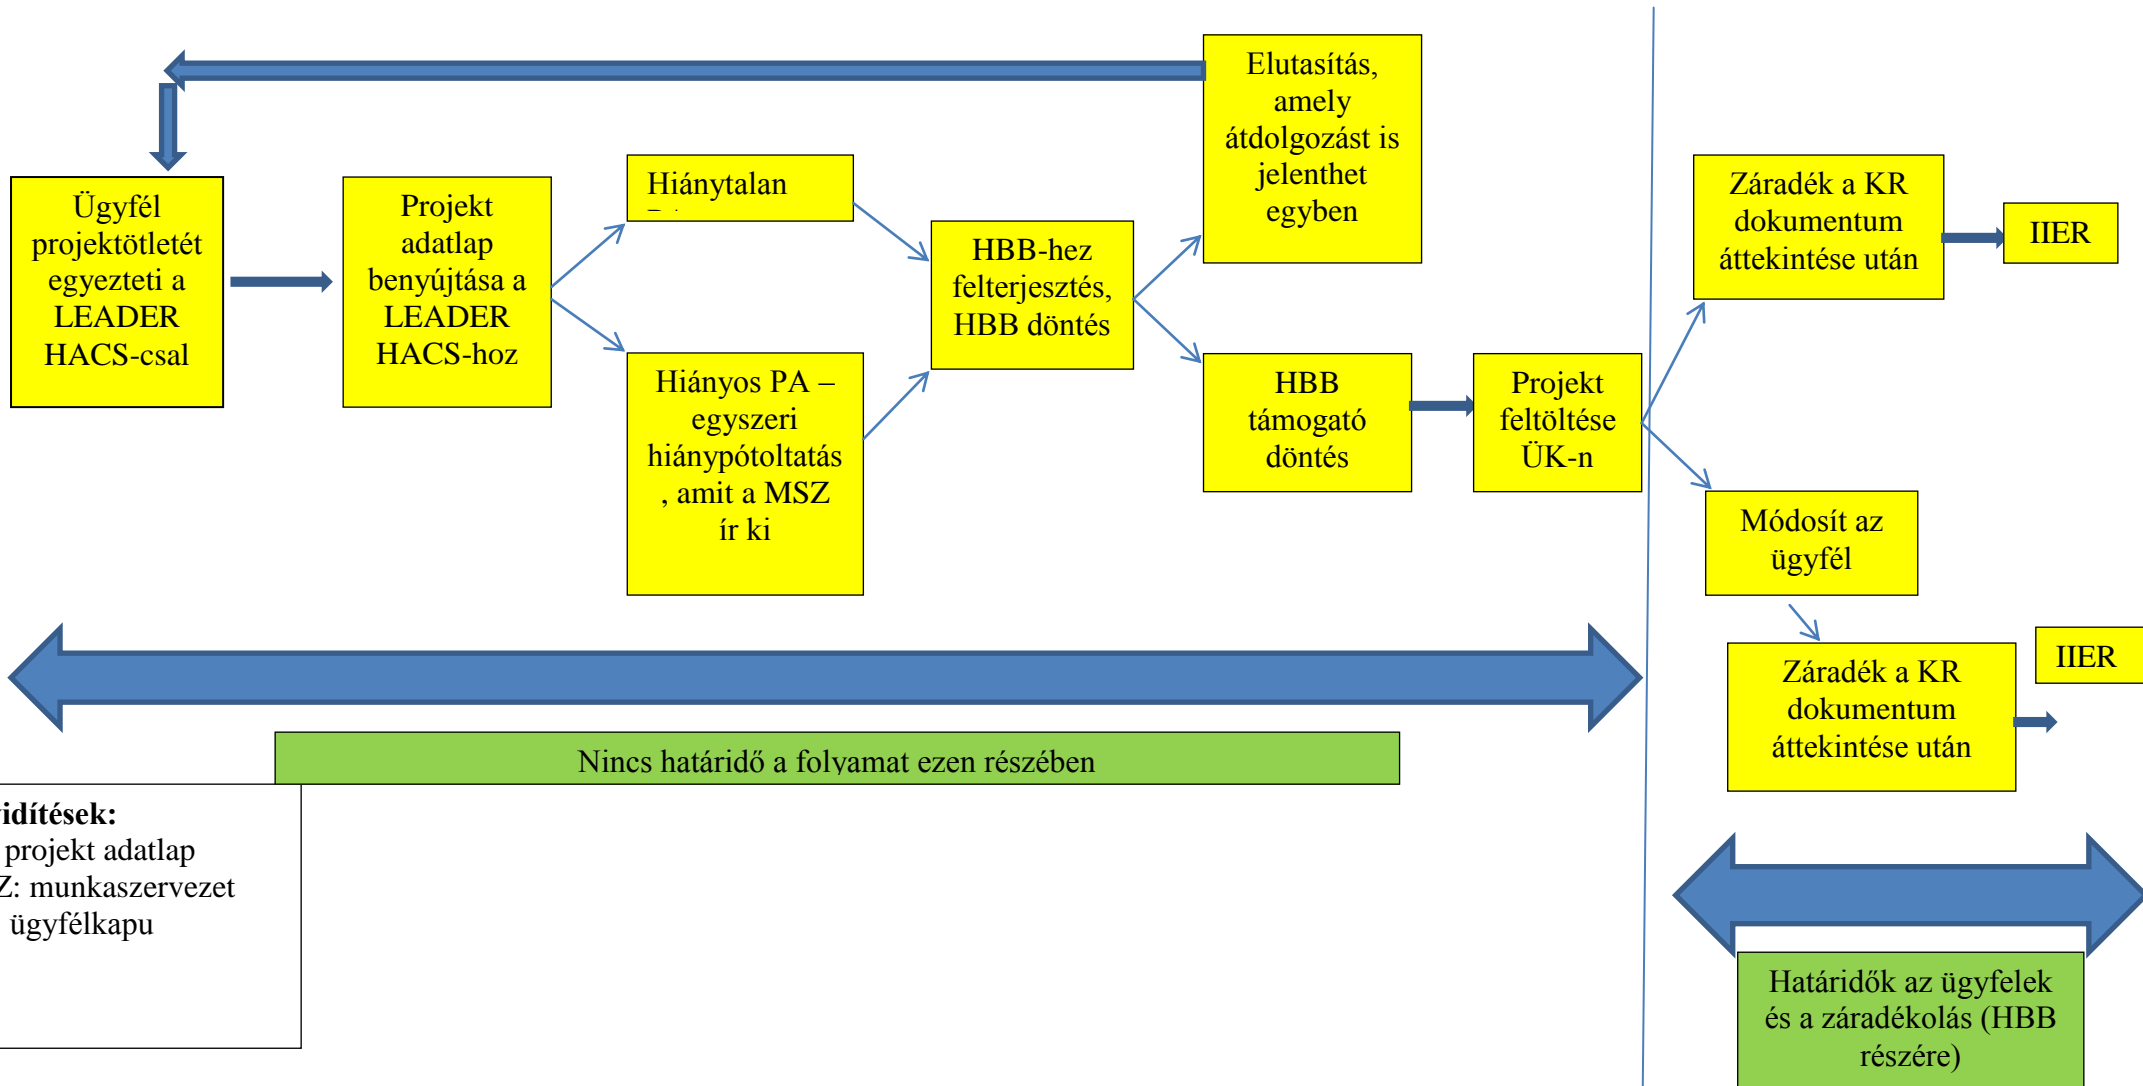 Elutasítás,
amely
átdolgozást is
jelenthet
egyben
Ügyfél
projektötletét
egyezteti a
LEADER
HACS-csal
Projekt
adatlap
benyújtása a
LEADER
HACS-hoz
Hiánytalan
Hiányos PA –
egyszeri
hiánypótoltatás
, amit a MSZ
ír ki
HBB-hez
felterjesztés,
HBB döntés
HBB
támogató
döntés
Projekt
feltöltése
ÜK-n
Záradék a KR
dokumentum
áttekintése után
IIER
Módosít az
ügyfél
Záradék a KR
dokumentum
áttekintése után
IIER
Nincs határidő a folyamat ezen részében
vidítések:
projekt adatlap
Z: munkaszervezet
ügyfélkapu
Határidők az ügyfelek
és a záradékolás (HBB
részére)